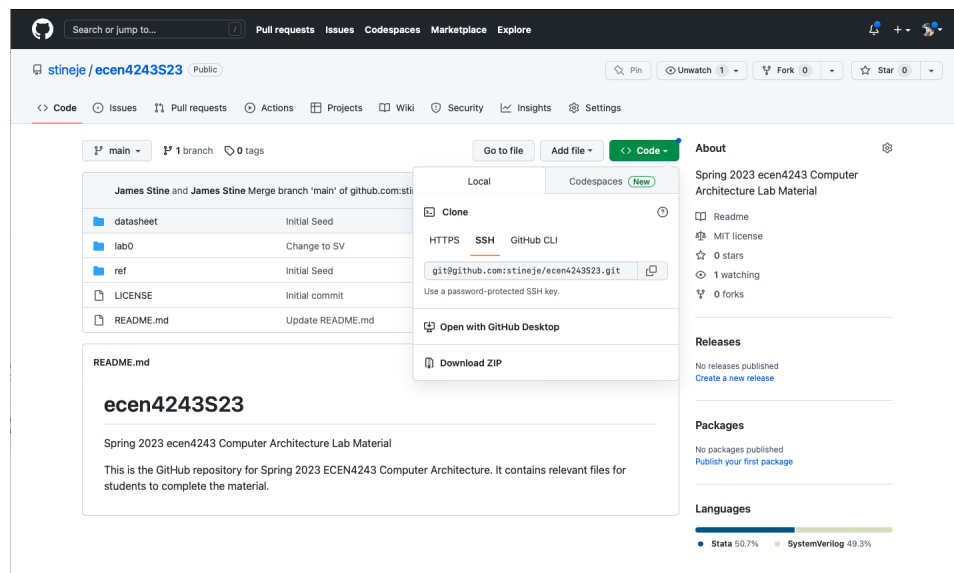 Search or jump to... / Pull requests Issues Codespaces Marketplace Explore
stineje / ecen4243S23 Public
Pin Unwatch 1 Fork 0 Star 0
Code Issues Pull requests Actions Projects Wiki Security Insights Settings
main 1 branch 0 tags Go to file Add file Code
James Stine and James Stine Merge branch 'main' of github.com:sti
datasheet Initial Seed
lab0 Change to SV
ref Initial Seed
LICENSE Initial commit
README.md Update README.md
Local Codespaces New
Clone
HTTPS SSH GitHub CLI
git@github.com:stineje/ecen4243S23.git
Use a password-protected SSH key.
Open with GitHub Desktop
Download ZIP
README.md
ecen4243S23
Spring 2023 ecen4243 Computer Architecture Lab Material
This is the GitHub repository for Spring 2023 ECEN4243 Computer Architecture. It contains relevant files for
students to complete the material.
About
Spring 2023 ecen4243 Computer
Architecture Lab Material
Readme
MIT license
0 stars
1 watching
0 forks
Releases
No releases published
Create a new release
Packages
No packages published
Publish your first package
Languages
Stata 50.7% SystemVerilog 49.3%